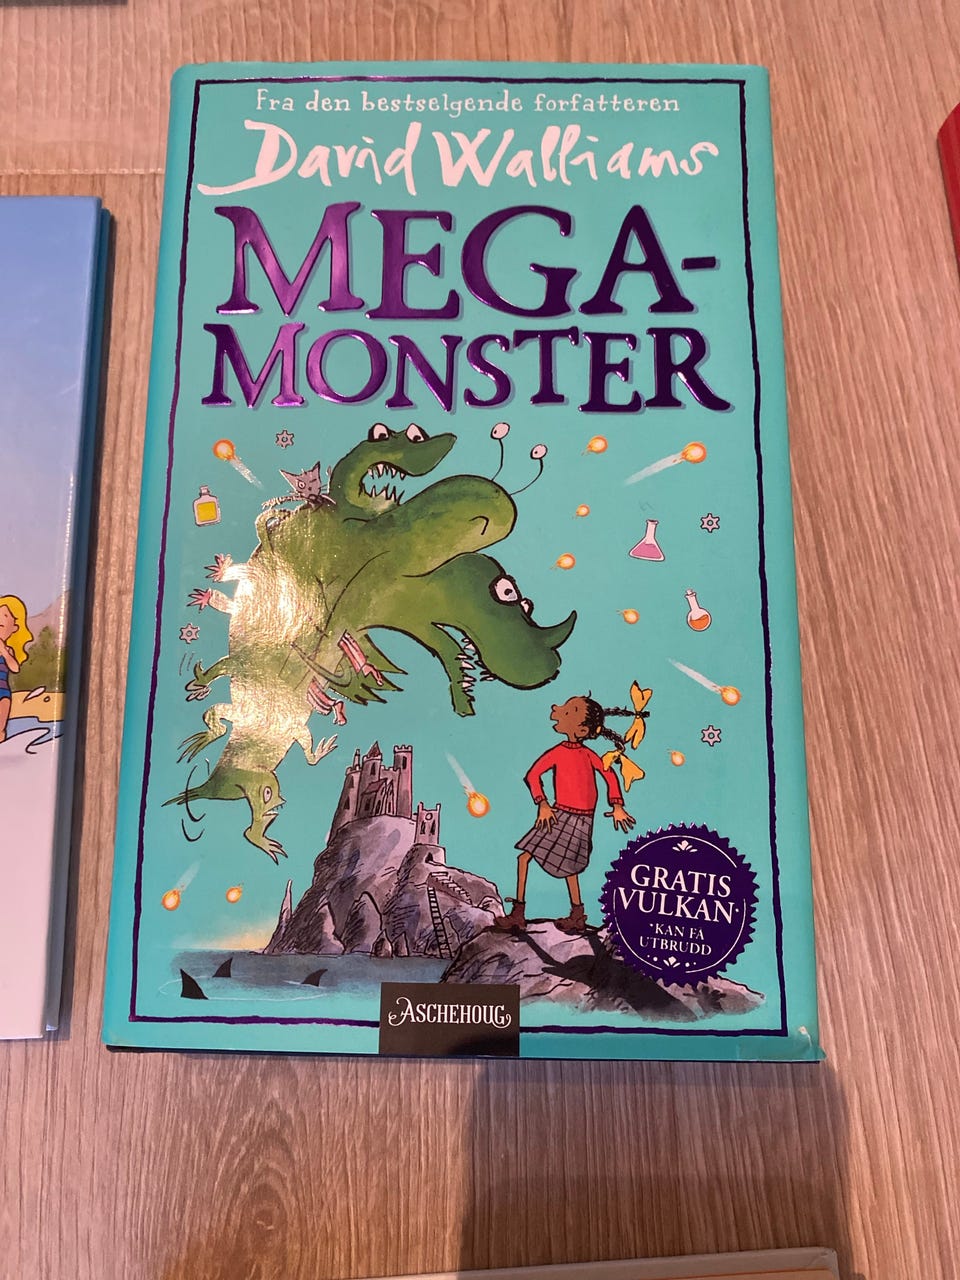 Fra den bestselgende forfatteren
David Walliams
MEGA-
MONSTER
GRATIS
VULKAN*
*KAN FÅ
UTBRUDD
ASCHEHOUG